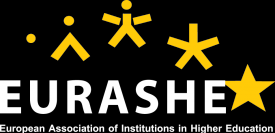 EURASHE
European Association of Institutions in Higher Education